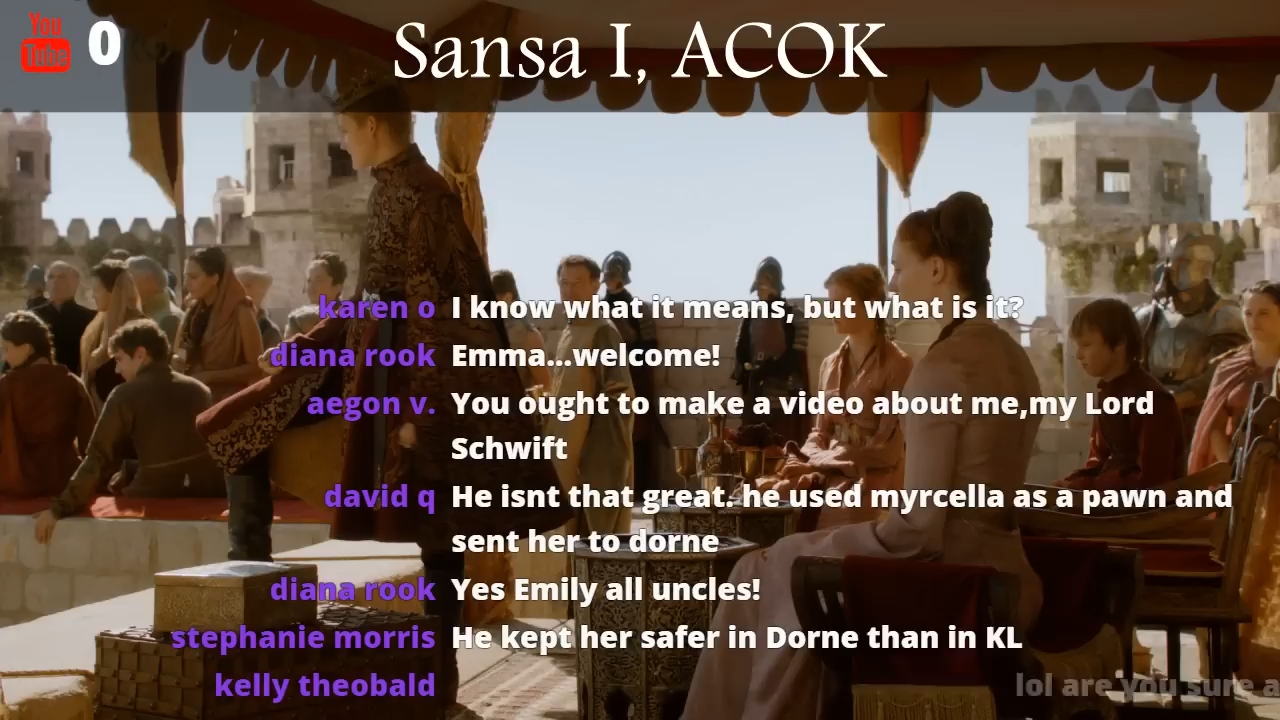 You
Tube
0
Sansa I, ACOK
karen o I know what it means, but what is it?
diana rook Emma...welcome!
aegon v. You ought to make a video about me,my Lord
Schwift
david q He isnt that great. he used myrcella as a pawn and
sent her to dorne
diana rook Yes Emily all uncles!
stephanie morris He kept her safer in Dorne than in KL
kelly theobald lol are you sure a